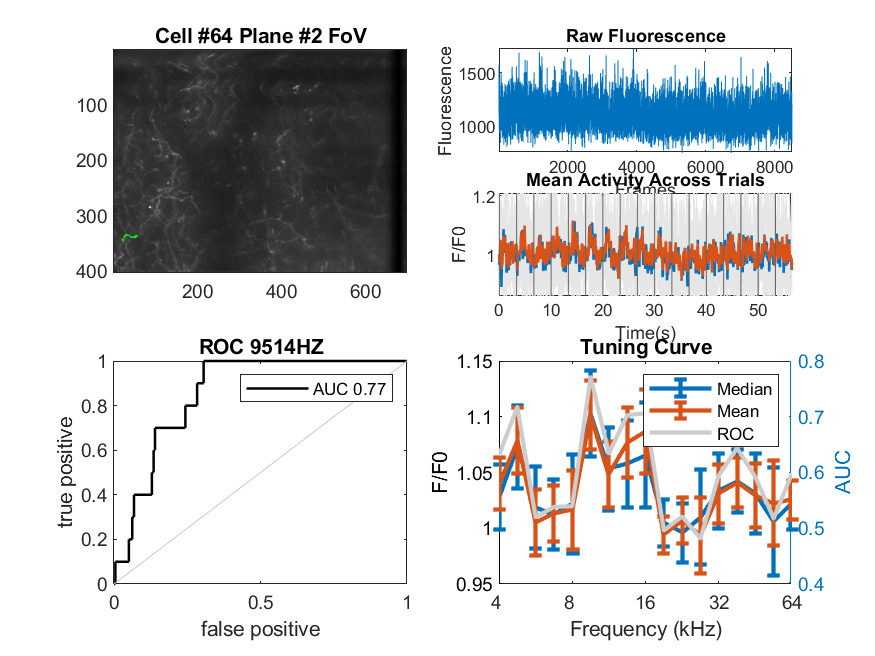 Cell #64 Plane #2 FoV
100
200
300
400
200
400
600
Raw Fluorescence
Fluorescence
1500
1000
2000
4000
6000
8000
Frames
Mean Activity Across Trials
F/F0
1.2
1
0
10
20
30
40
50
Time(s)
ROC 9514HZ
true positive
1
0.8
0.6
0.4
0.2
0
AUC 0.77
0
0.5
1
false positive
Tuning Curve
F/F0
1.15
1.1
1.05
1
0.95
Median
Mean
ROC
0.8
0.7
0.6
0.5
0.4
AUC
4
8
16
32
64
Frequency (kHz)